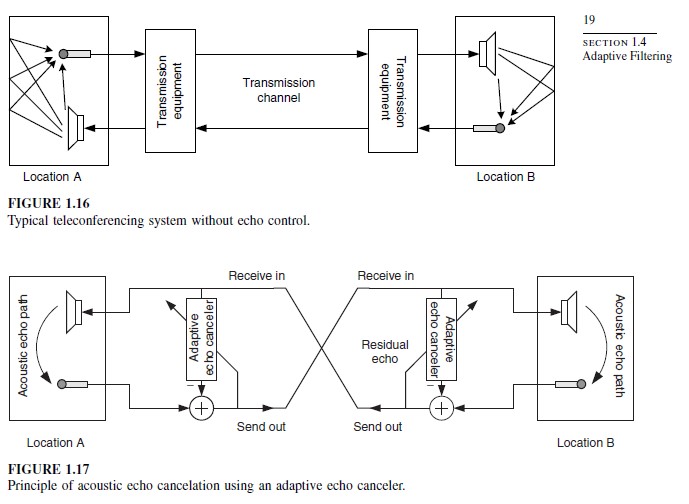 19
SECTION 1.4
Adaptive Filtering
Transmission
equipment
Transmission
channel
Transmission
equipment
Location A
Location B
FIGURE 1.16
Typical teleconferencing system without echo control.
Receive in
Receive in
Acoustic echo path
Adaptive
echo canceler
Residual
echo
Adaptive
echo canceler
Acoustic echo path
−
+
−
+
Send out
Send out
Location A
Location B
FIGURE 1.17
Principle of acoustic echo cancelation using an adaptive echo canceler.